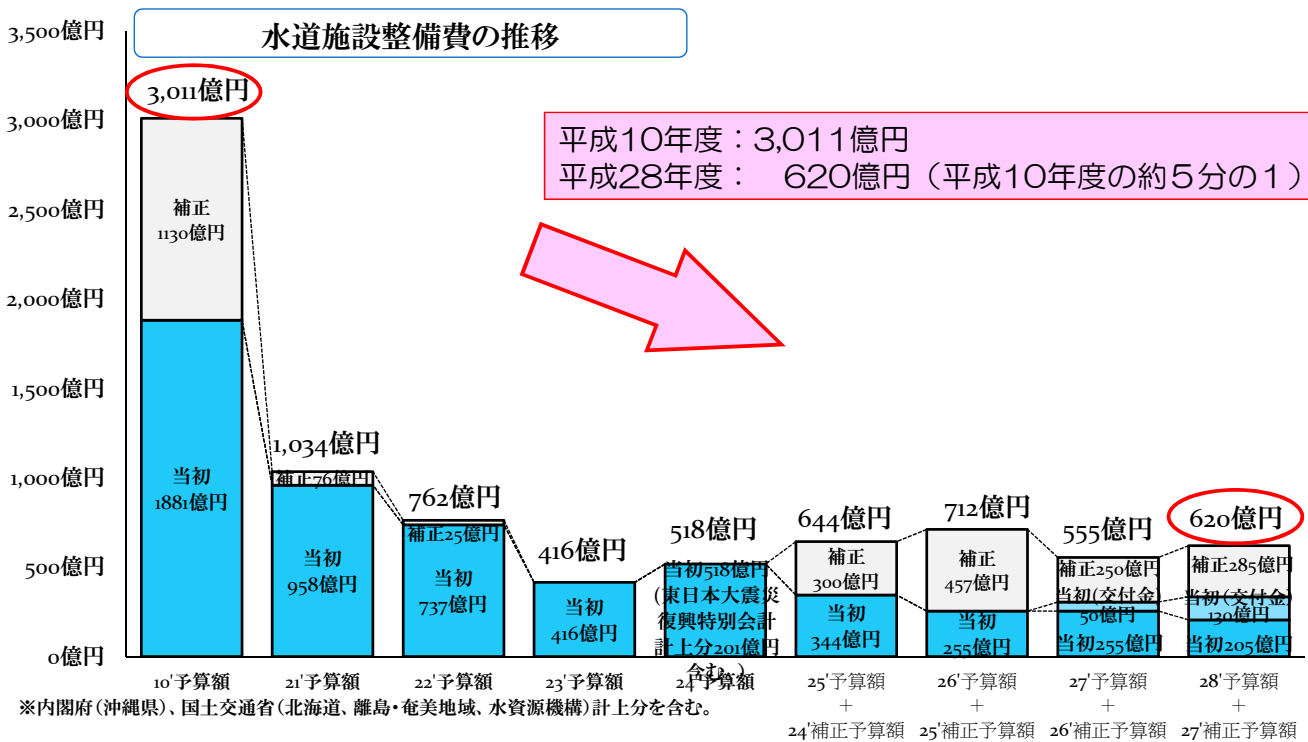 水道施設整備費の推移
3,500億円
3,000億円
2,500億円
2,000億円
1,500億円
1,000億円
500億円
0億円
平成10年度：3,011億円
平成28年度：　620億円（平成10年度の約５分の１）
3,011億円
補正
1130億円
当初
1881億円
1,034億円
補正76億円
当初
958億円
762億円
補正25億円
当初
737億円
416億円
当初
416億円
518億円
当初518億円
(東日本大震災
復興特別会計
計上分201億円
含む。)
644億円
補正
300億円
当初
344億円
712億円
補正
457億円
当初
255億円
555億円
補正250億円
当初(交付金)
50億円
当初255億円
620億円
補正285億円
当初(交付金)
130億円
当初205億円
10'予算額
21'予算額
22'予算額
23'予算額
24'予算額
25'予算額
+
24'補正予算額
26'予算額
+
25'補正予算額
27'予算額
+
26'補正予算額
28'予算額
+
27'補正予算額
※内閣府(沖縄県)、国土交通省(北海道、離島・奄美地域、水資源機構)計上分を含む。